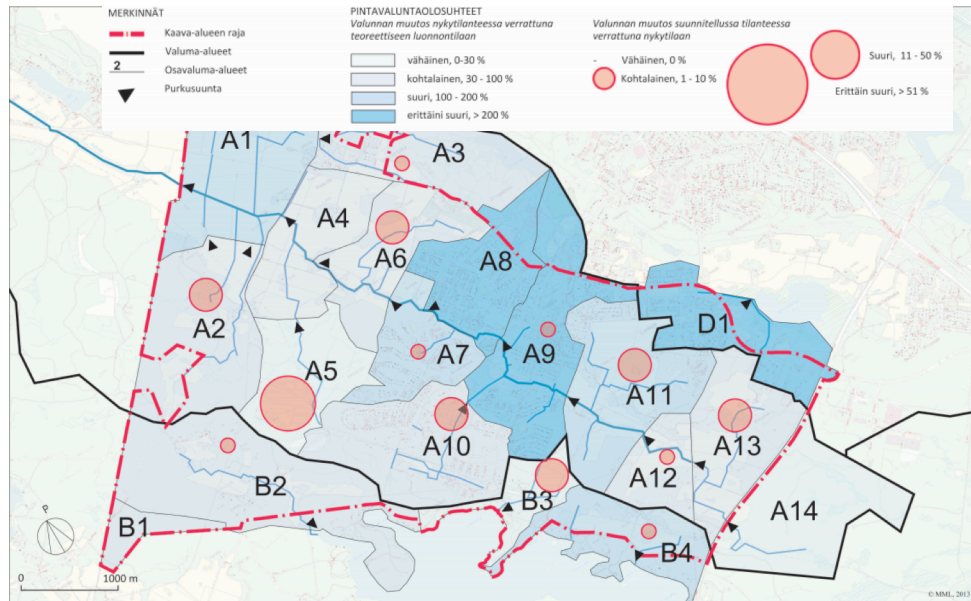 MERKINNÄT
Kaava-alueen raja
Valuma-alueet
2
Osavaluma-alueet
Purkusuunta
PINTAVALUNTAOLOSUHTEET
Valunnan muutos nykytilanteessa verrattuna
teoreettiseen luonnontilaan
vähäinen, 0-30 %
kohtalainen, 30 - 100 %
suuri, 100 - 200 %
erittäini suuri, > 200 %
Valunnan muutos suunnitellussa tilanteessa
verrattuna nykytilaan
- Vähäinen, 0 %
Kohtalainen, 1 - 10 %
Suuri, 11 - 50 %
Erittäin suuri, > 51 %
A1
A3
A4
A6
A8
A2
A7
A9
D1
A5
A11
A10
A13
A12
B2
B3
A14
B1
B4
P
0 1000 m
© MML, 2013